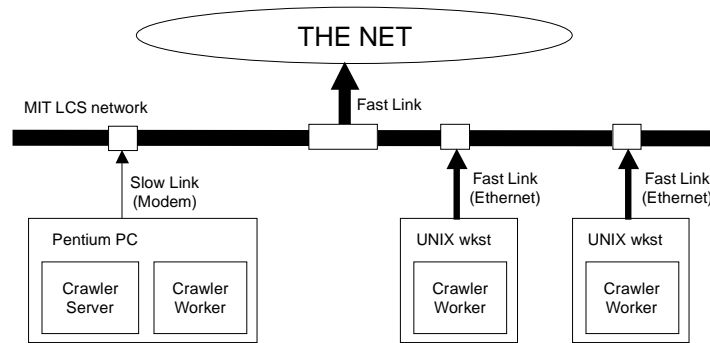 THE NET
MIT LCS network
Fast Link
Slow Link
(Modem)
Fast Link
(Ethernet)
Fast Link
(Ethernet)
Pentium PC
UNIX wkst
UNIX wkst
Crawler
Server
Crawler
Worker
Crawler
Worker
Crawler
Worker